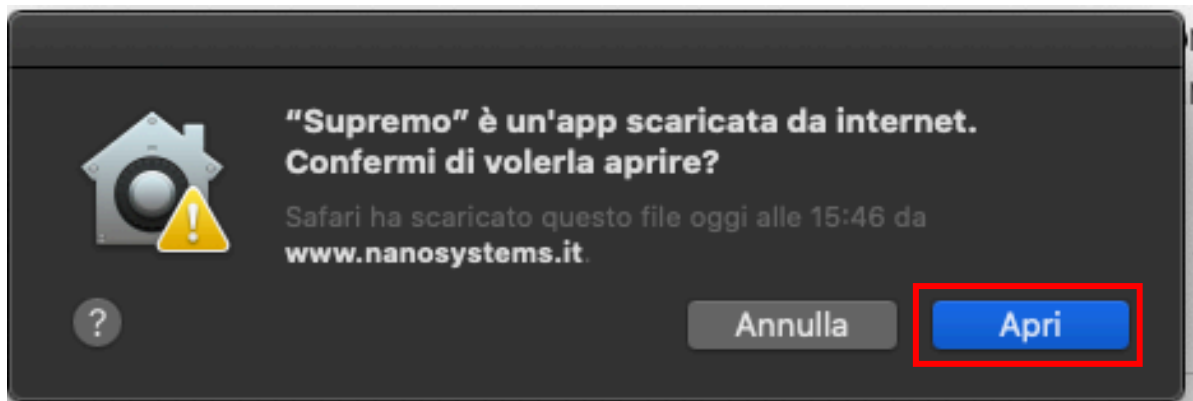 “Supremo” è un'app scaricata da internet.
Confermi di volerla aprire?
Safari ha scaricato questo file oggi alle 15:46 da
www.nanosystems.it.
?
Annulla
Apri